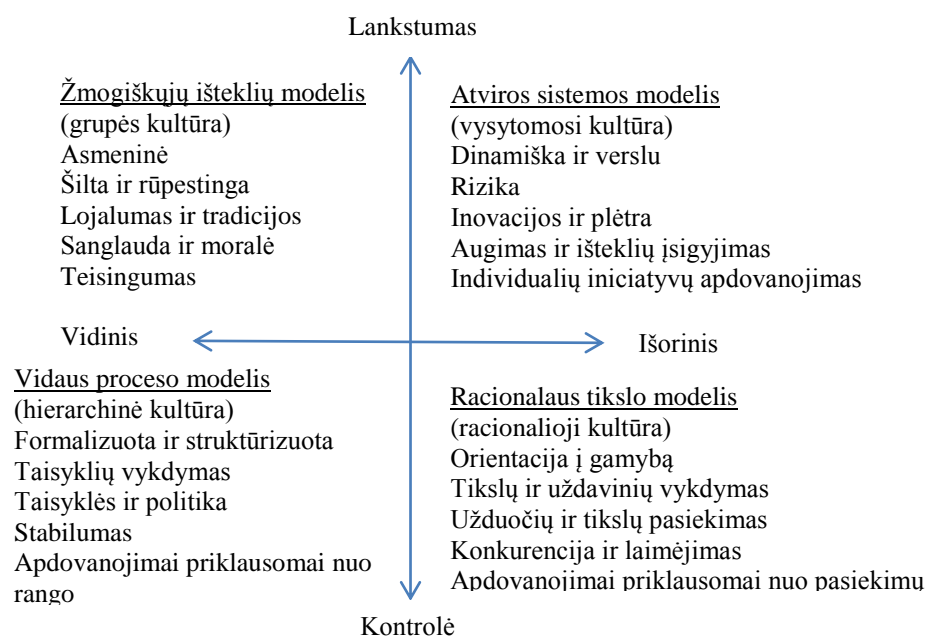 Lankstumas
Žmogiškųjų išteklių modelis
(grupės kultūra)
Asmeninė
Šilta ir rūpestinga
Lojalumas ir tradicijos
Sanglauda ir moralė
Teisingumas
Atviros sistemos modelis
(vysytomosi kultūra)
Dinamiška ir verslu
Rizika
Inovacijos ir plėtra
Augimas ir išteklių įsigyjimas
Individualių iniciatyvų apdovanojimas
Vidinis
Išorinis
Vidaus proceso modelis
(hierarchinė kultūra)
Formalizuota ir struktūrizuota
Taisyklių vykdymas
Taisyklės ir politika
Stabilumas
Apdovanojimai priklausomai nuo
rango
Racionalaus tikslo modelis
(racionalioji kultūra)
Orientacija į gamybą
Tikslų ir uždavinių vykdymas
Užduočių ir tikslų pasiekimas
Konkurencija ir laimėjimas
Apdovanojimai priklausomai nuo pasiekimų
Kontrolė